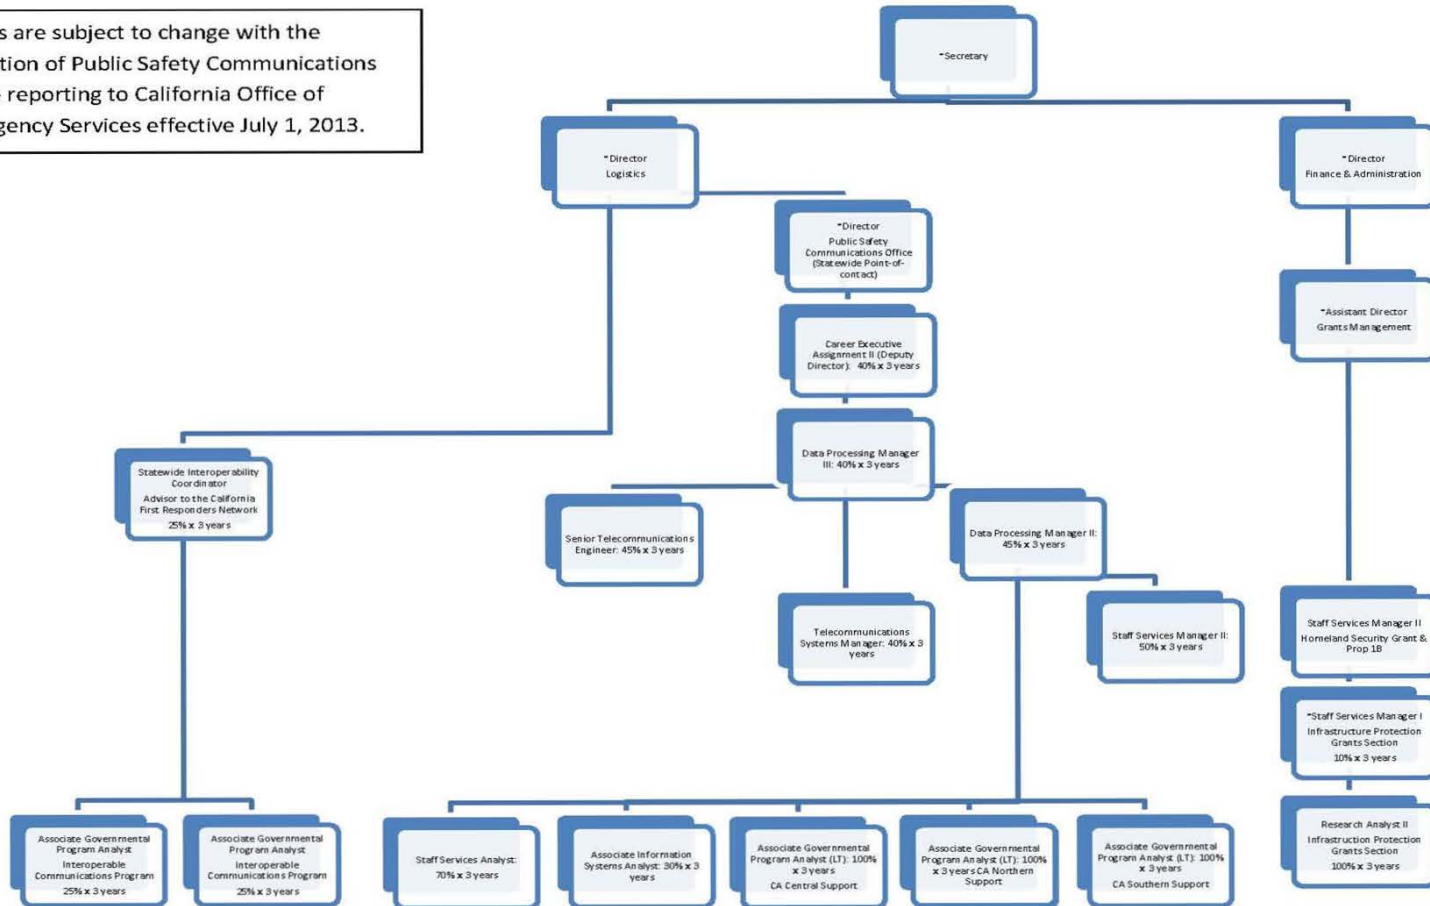 s are subject to change with the
tion of Public Safety Communications
reporting to California Office of
gency Services effective July 1, 2013.
*Secretary
*Director
Logistics
*Director
Finance & Administration
*Director
Public Safety
Communications Office
(Statewide Point-of-
contact)
*Assistant Director
Grants Management
Career Executive
Assignment II (Deputy
Director): 40% x 3 years
Data Processing Manager
III: 40% x 3 years
Statewide Interoperability
Coordinator
Advisor to the California
First Responders Network
25% x 3 years
Senior Telecommunications
Engineer: 45% x 3 years
Data Processing Manager II:
45% x 3 years
Telecommunications
Systems Manager: 40% x 3
years
Staff Services Manager II:
50% x 3 years
Staff Services Manager II
Homeland Security Grant &
Prop 1B
*Staff Services Manager I
Infrastructure Protection
Grants Section
10% x 3 years
Associate Governmental
Program Analyst
Interoperable
Communications Program
25% x 3 years
Associate Governmental
Program Analyst
Interoperable
Communications Program
25% x 3 years
Staff Services Analyst:
70% x 3 years
Associate Information
Systems Analyst: 30% x 3
years
Associate Governmental
Program Analyst (LT): 100%
x 3 years
CA Central Support
Associate Governmental
Program Analyst (LT): 100%
x 3 years CA Northern
Support
Associate Governmental
Program Analyst (LT): 100%
x 3 years
CA Southern Support
Research Analyst II
Infrastruction Protection
Grants Section
100% x 3 years